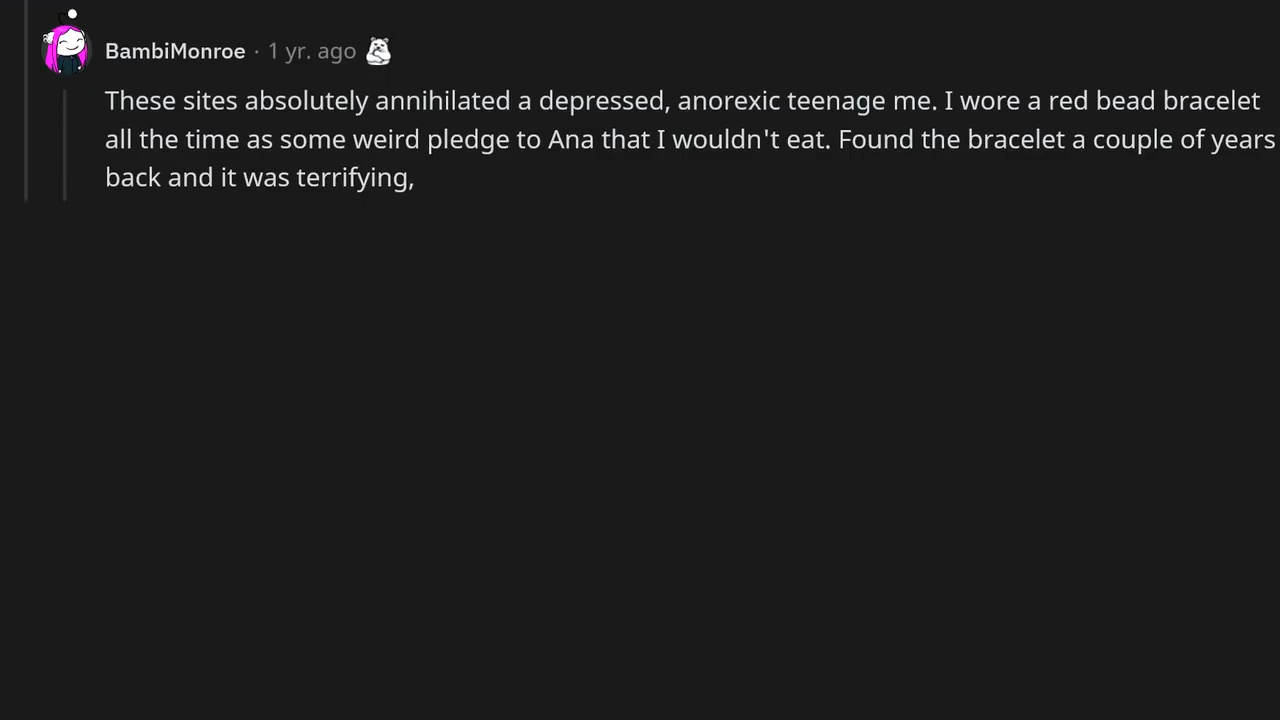 BambiMonroe · 1 yr. ago
These sites absolutely annihilated a depressed, anorexic teenage me. I wore a red bead bracelet
all the time as some weird pledge to Ana that I wouldn't eat. Found the bracelet a couple of years
back and it was terrifying,